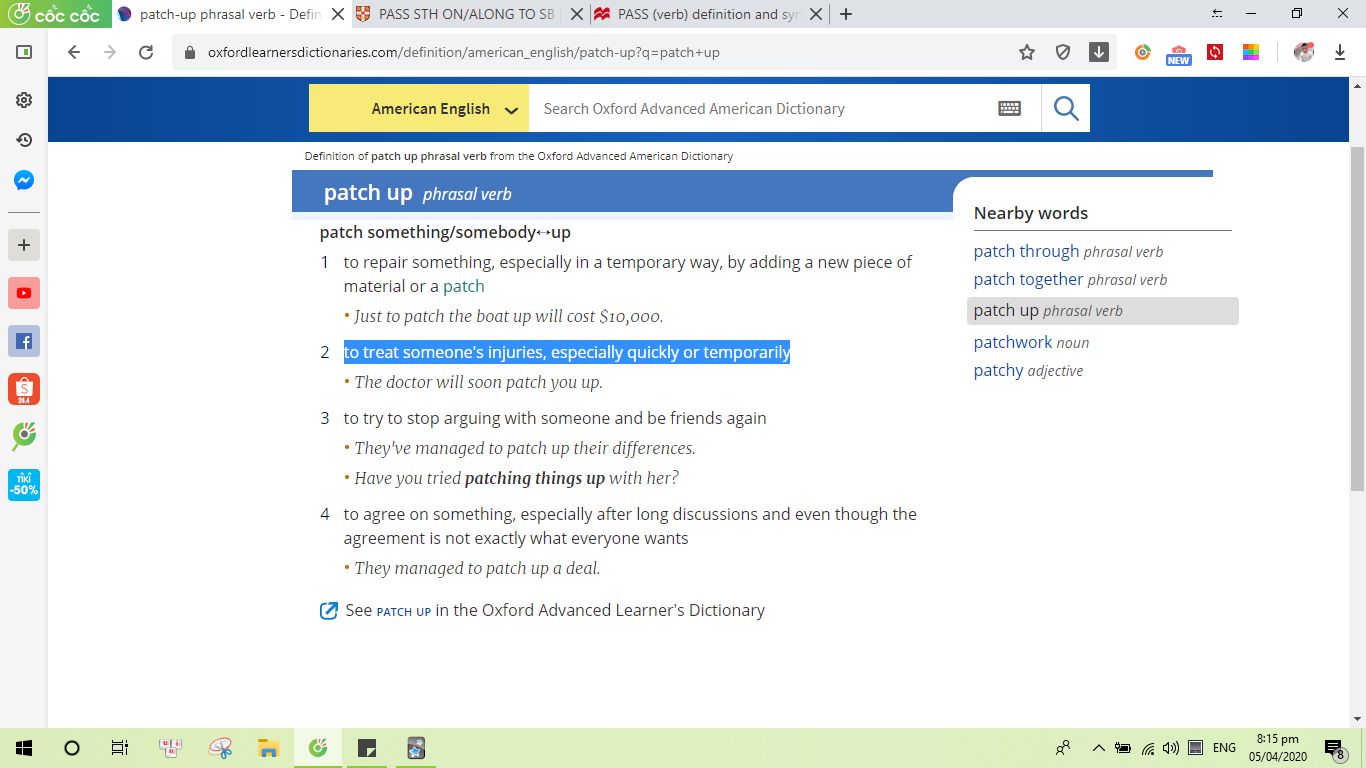 cốc cốc
patch-up phrasal verb - Defin
PASS STH ON/ALONG TO SB
PASS (verb) definition and syn
oxfordlearnersdictionaries.com/definition/american_english/patch-up?q=patch+up
NEW
American English
Search Oxford Advanced American Dictionary
Definition of patch up phrasal verb from the Oxford Advanced American Dictionary
patch up phrasal verb
patch something/somebody↔up
1 to repair something, especially in a temporary way, by adding a new piece of
material or a patch
• Just to patch the boat up will cost $10,000.
2 to treat someone's injuries, especially quickly or temporarily
• The doctor will soon patch you up.
3 to try to stop arguing with someone and be friends again
• They've managed to patch up their differences.
• Have you tried patching things up with her?
4 to agree on something, especially after long discussions and even though the
agreement is not exactly what everyone wants
• They managed to patch up a deal.
See PATCH UP in the Oxford Advanced Learner's Dictionary
Nearby words
patch through phrasal verb
patch together phrasal verb
patch up phrasal verb
patchwork noun
patchy adjective
24.4
TIKI
-50%
ENG
8:15 pm
05/04/2020
8